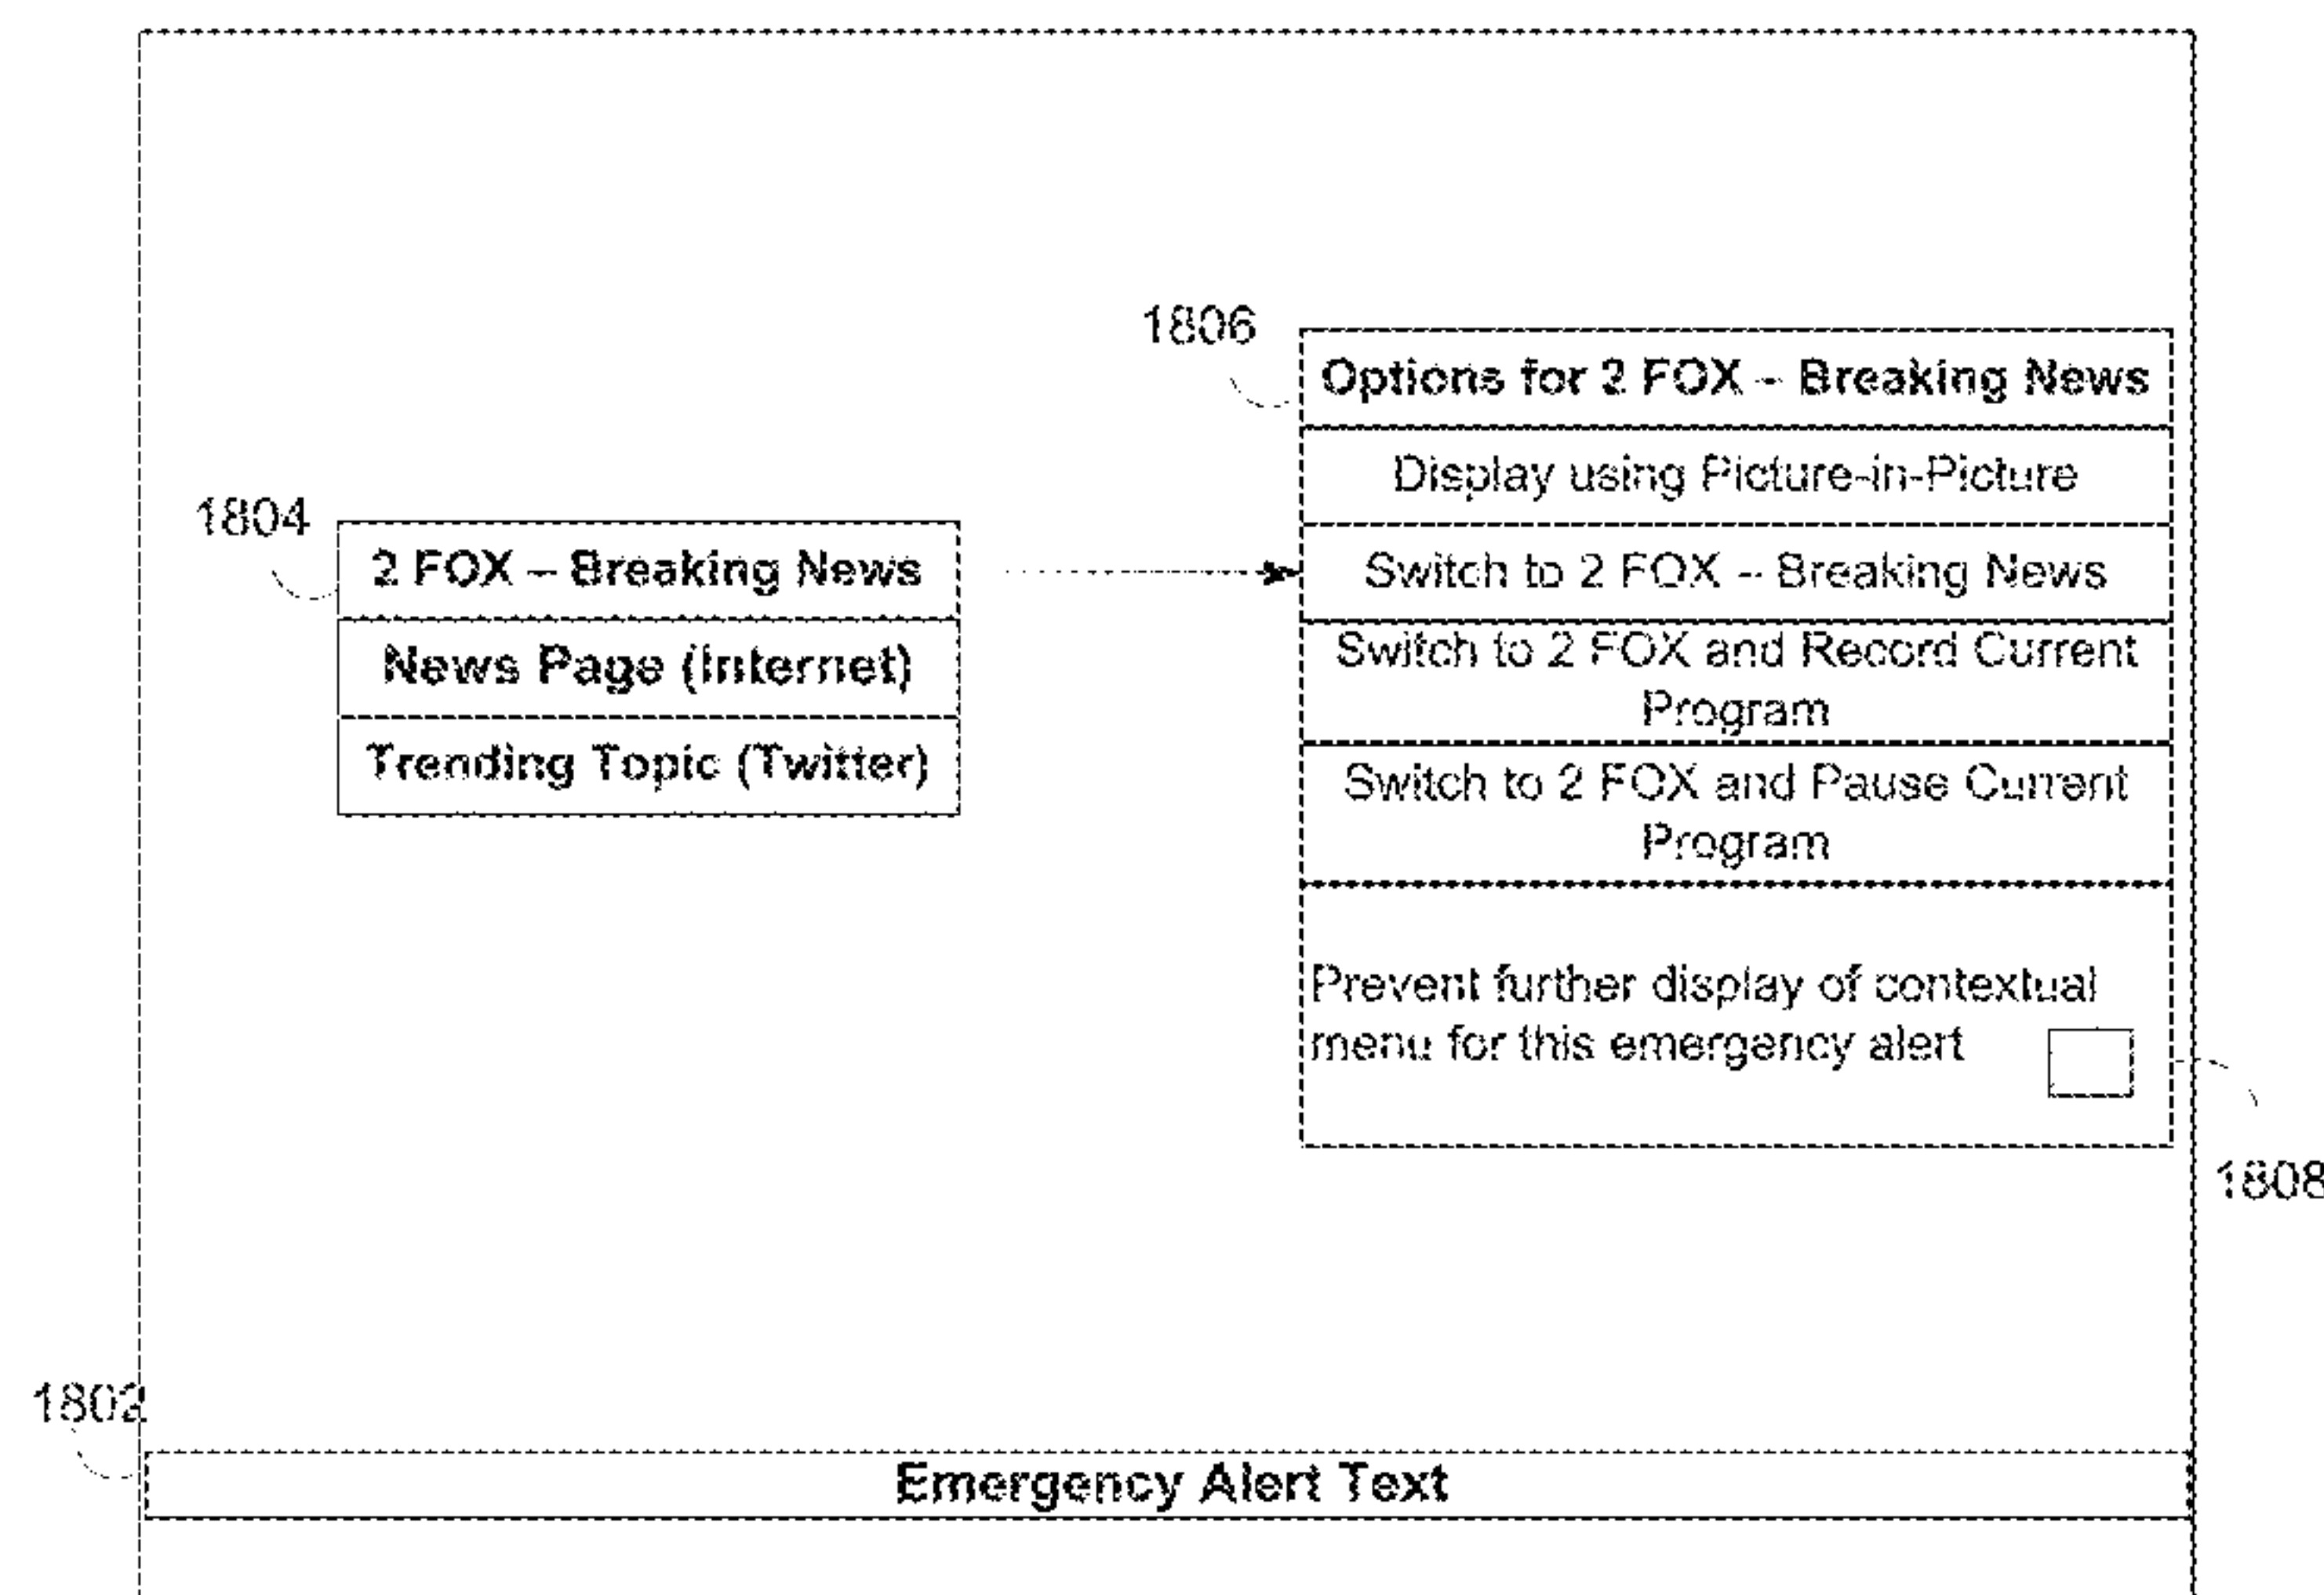 1806
Options for 2 FOX – Breaking News
Display using Picture-in-Picture
1804
2 FOX – Breaking News
Switch to 2 FOX – Breaking News
News Page (Internet)
Switch to 2 FOX and Record Current
Program
Trending Topic (Twitter)
Switch to 2 FOX and Pause Current
Program
Prevent further display of contextual
menu for this emergency alert
1808
1802
Emergency Alert Text